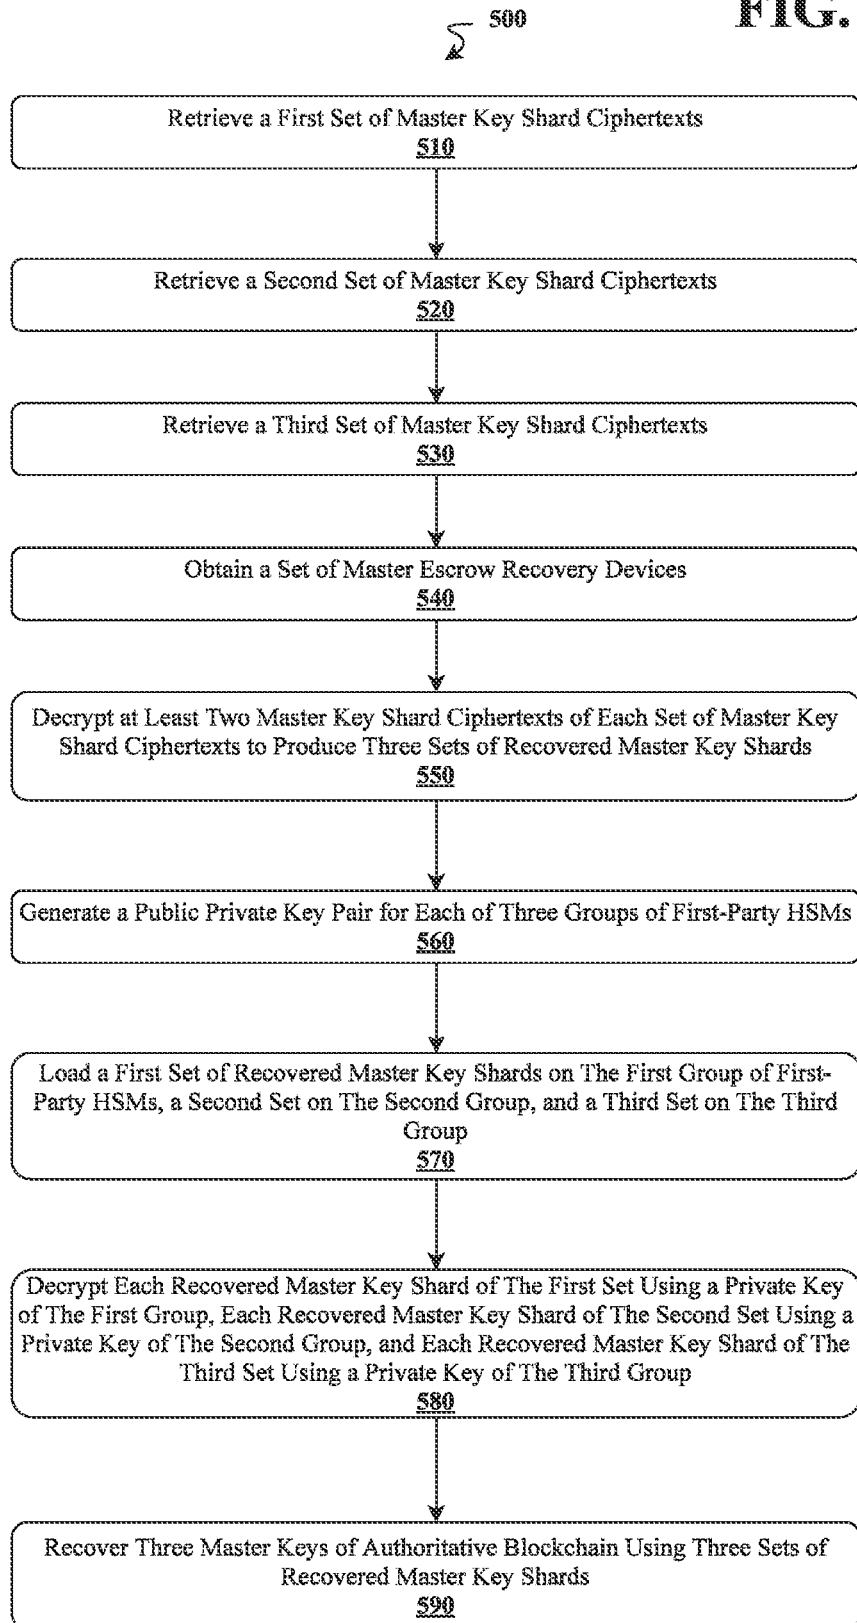 FIG.
500
Retrieve a First Set of Master Key Shard Ciphertexts
510
Retrieve a Second Set of Master Key Shard Ciphertexts
520
Retrieve a Third Set of Master Key Shard Ciphertexts
530
Obtain a Set of Master Escrow Recovery Devices
540
Decrypt at Least Two Master Key Shard Ciphertexts of Each Set of Master Key
Shard Ciphertexts to Produce Three Sets of Recovered Master Key Shards
550
Generate a Public Private Key Pair for Each of Three Groups of First-Party HSMs
560
Load a First Set of Recovered Master Key Shards on The First Group of First-
Party HSMs, a Second Set on The Second Group, and a Third Set on The Third
Group
570
Decrypt Each Recovered Master Key Shard of The First Set Using a Private Key
of The First Group, Each Recovered Master Key Shard of The Second Set Using a
Private Key of The Second Group, and Each Recovered Master Key Shard of The
Third Set Using a Private Key of The Third Group
580
Recover Three Master Keys of Authoritative Blockchain Using Three Sets of
Recovered Master Key Shards
590